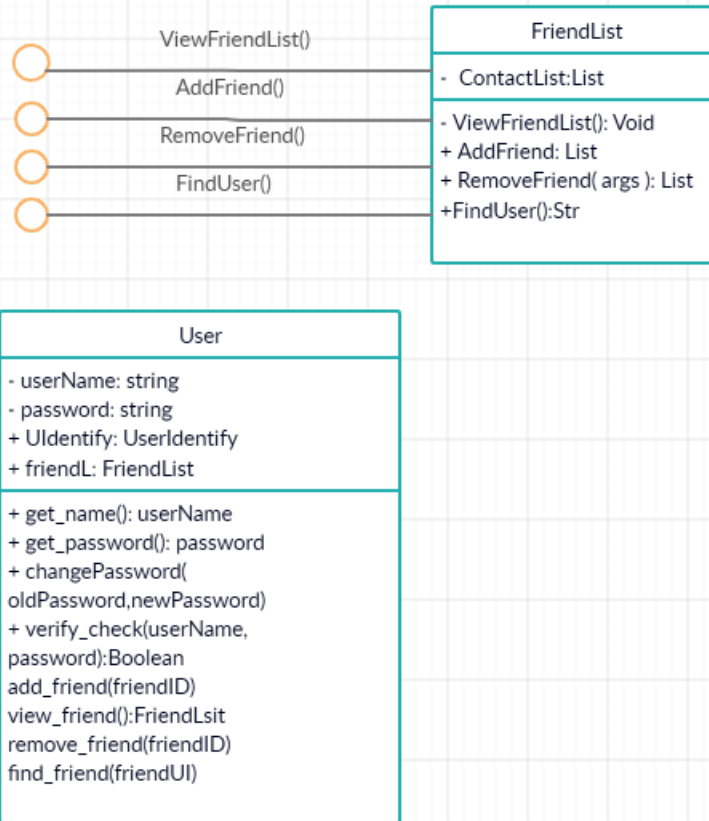 ViewFriendList()
AddFriend()
RemoveFriend()
FindUser()
FriendList
- ContactList:List
- ViewFriendList(): Void
+ AddFriend: List
+ RemoveFriend( args ): List
+FindUser():Str
User
- userName: string
- password: string
+ UIdentify: UserIdentify
+ friendL: FriendList
+ get_name(): userName
+ get_password(): password
+ changePassword(
oldPassword,newPassword)
+ verify_check(userName,
password):Boolean
add_friend(friendID)
view_friend():FriendLsit
remove_friend(friendID)
find_friend(friendUI)